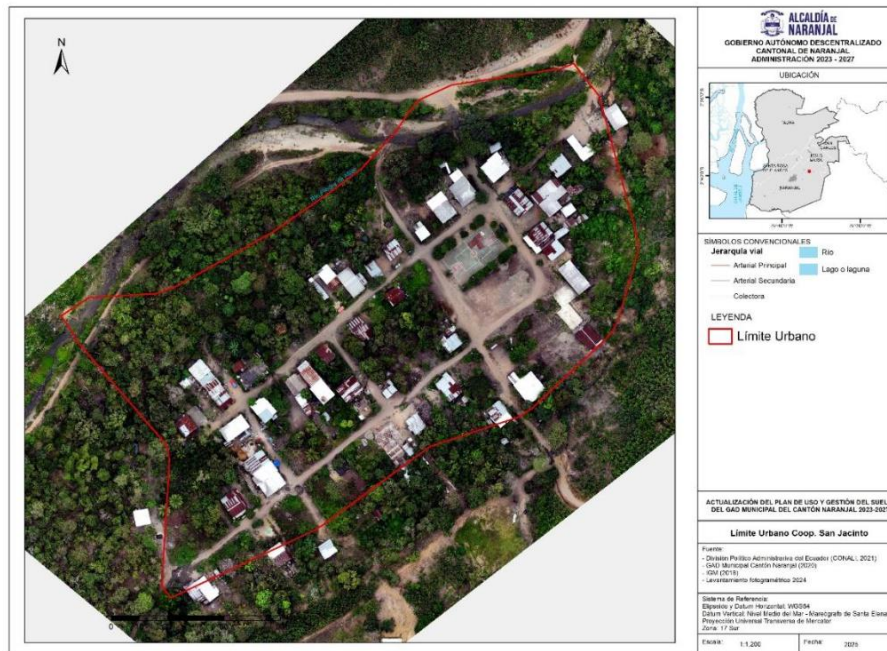 N
0
ALCALDÍA DE
NARANJAL
GOBIERNO AUTÓNOMO DESCENTRALIZADO
CANTONAL DE NARANJAL
ADMINISTRACIÓN 2023 - 2027
UBICACIÓN
NARANJAL
SÍMBOLOS CONVENCIONALES
Jerarquía vial
Río
Arterial Principal
Lago o laguna
Arterial Secundaria
Colectora
LEYENDA
Límite Urbano
ACTUALIZACIÓN DEL PLAN DE USO Y GESTIÓN DEL SUEL
DEL GAD MUNICIPAL DEL CANTÓN NARANJAL 2023-2027
Límite Urbano Coop. San Jacinto
Fuente:
- División Político Administrativa del Ecuador (CONALI, 2021)
- GAD Municipal Cantón Naranjal (2020)
- IGM (2018)
- Levantamiento fotogramétrico 2024
Sistema de Referencia:
Elipsoide y Datum Horizontal: WGS84
Datum Vertical: Nivel Medio del Mar - Mareógrafo de Santa Elena
Proyección Universal Transversa de Mercator
Zona: 17 Sur
Escala: 1:1.200
Fecha: 2025